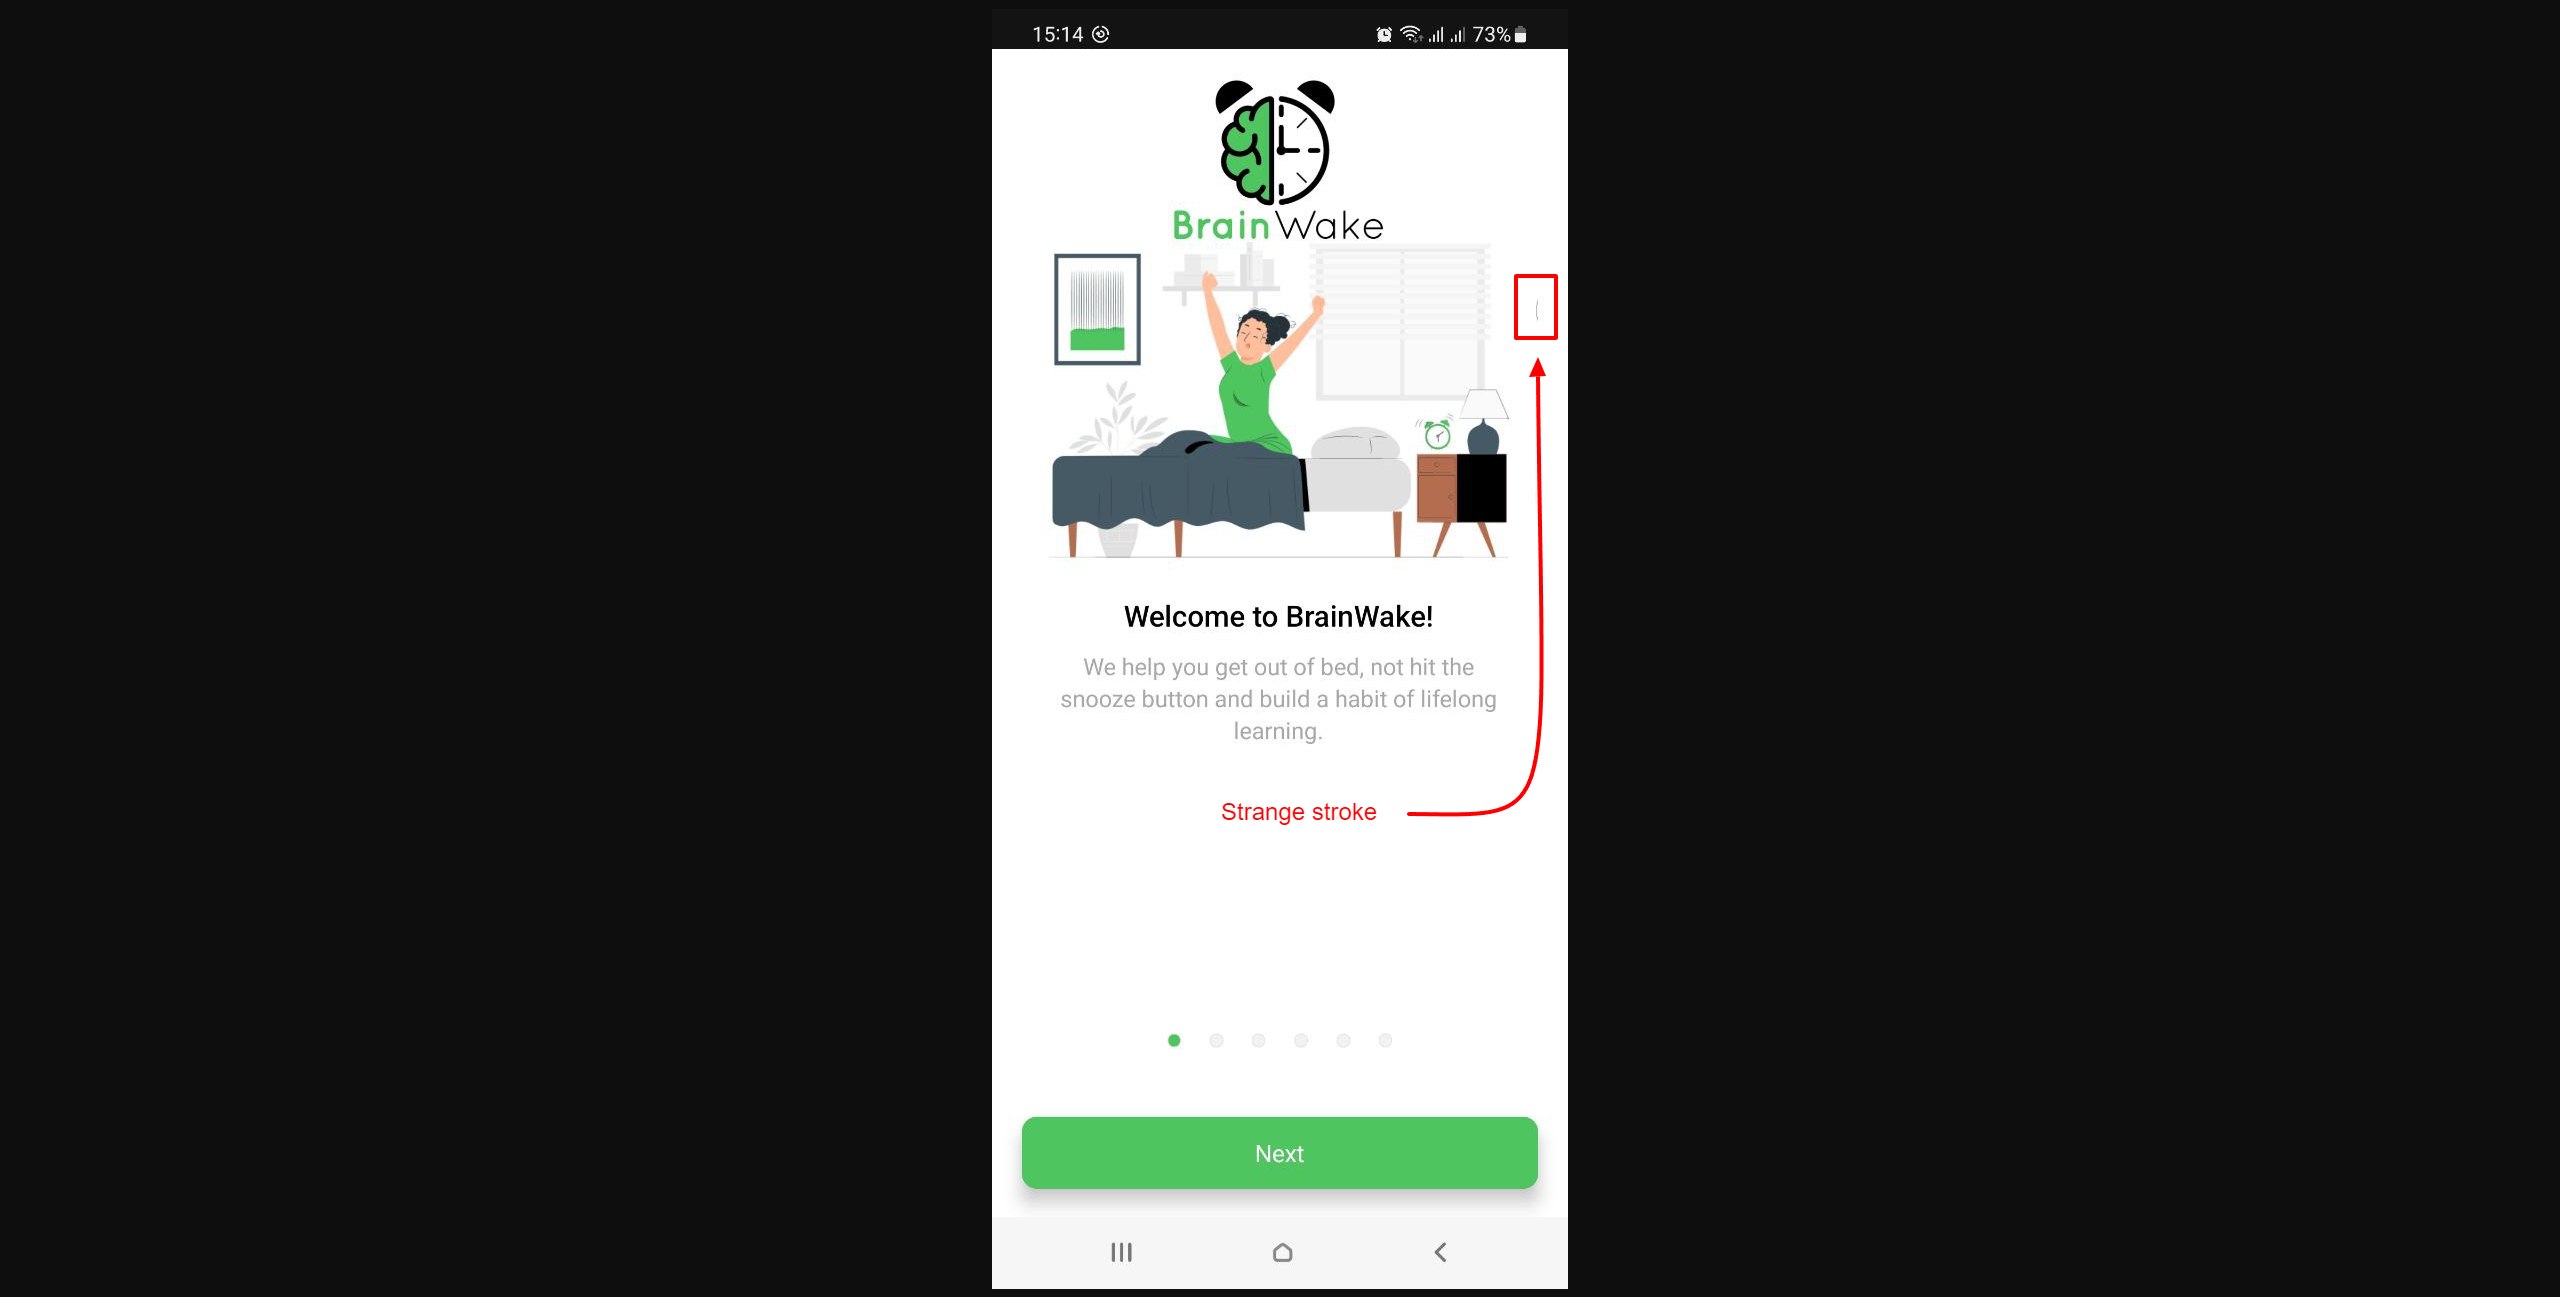 15:14
73%
BrainWake
Welcome to BrainWake!
We help you get out of bed, not hit the
snooze button and build a habit of lifelong
learning.
Strange stroke
Next